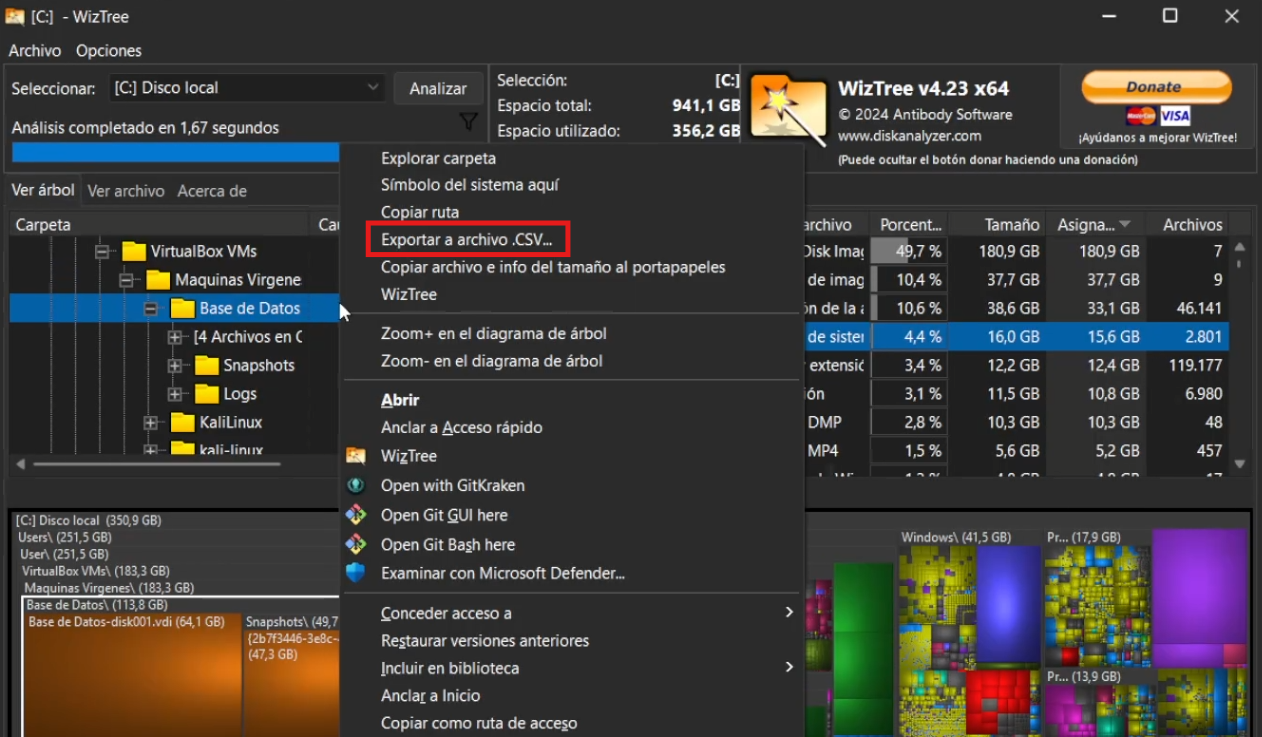 [C:] - WizTree
Archivo Opciones
Seleccionar: [C:] Disco local Analizar
Análisis completado en 1,67 segundos
Selección: [C:]
Espacio total: 941,1 GB
Espacio utilizado: 356,2 GB
WizTree v4.23 x64
© 2024 Antibody Software
www.diskanalyzer.com
(Puede ocultar el botón donar haciendo una donación)
Donate
MasterCard VISA
¡Ayúdanos a mejorar WizTree!
Ver árbol Ver archivo Acerca de
Carpeta
VirtualBox VMs
Maquinas Virgene
Base de Datos
[4 Archivos en C
Snapshots
Logs
KaliLinux
kali-linux
Explorar carpeta
Símbolo del sistema aquí
Copiar ruta
Exportar a archivo .CSV...
Copiar archivo e info del tamaño al portapapeles
WizTree
Zoom+ en el diagrama de árbol
Zoom- en el diagrama de árbol
Abrir
Anclar a Acceso rápido
WizTree
Open with GitKraken
Open Git GUI here
Open Git Bash here
Examinar con Microsoft Defender...
Conceder acceso a
Restaurar versiones anteriores
Incluir en biblioteca
Anclar a Inicio
Copiar como ruta de acceso
archivo Porcent... Tamaño Asigna... Archivos
Disk Imag 49,7 % 180,9 GB 180,9 GB 7
de imag 10,4 % 37,7 GB 37,7 GB 9
ón de la a 10,6 % 38,6 GB 33,1 GB 46.141
de sister 4,4 % 16,0 GB 15,6 GB 2.801
extensió 3,4 % 12,2 GB 12,4 GB 119.177
ión 3,1 % 11,5 GB 10,8 GB 6.980
DMP 2,8 % 10,3 GB 10,3 GB 48
MP4 1,5 % 5,6 GB 5,2 GB 457
[C:] Disco local (350,9 GB)
Users\ (251,5 GB)
User\ (251,5 GB)
VirtualBox VMs\ (183,3 GB)
Maquinas Virgenes\ (183,3 GB)
Base de Datos\ (113,8 GB)
Base de Datos-disk001.vdi (64,1 GB)
Snapshots\ (49,7
{2b7f3446-3e8c-
(47,3 GB)
Windows\ (41,5 GB)
Pr... (17,9 GB)
Pr... (13,9 GB)